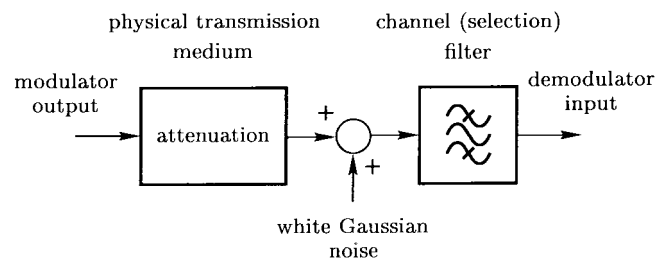 physical transmission
medium
channel (selection)
filter
modulator
output
demodulator
input
attenuation
+
+
white Gaussian
noise